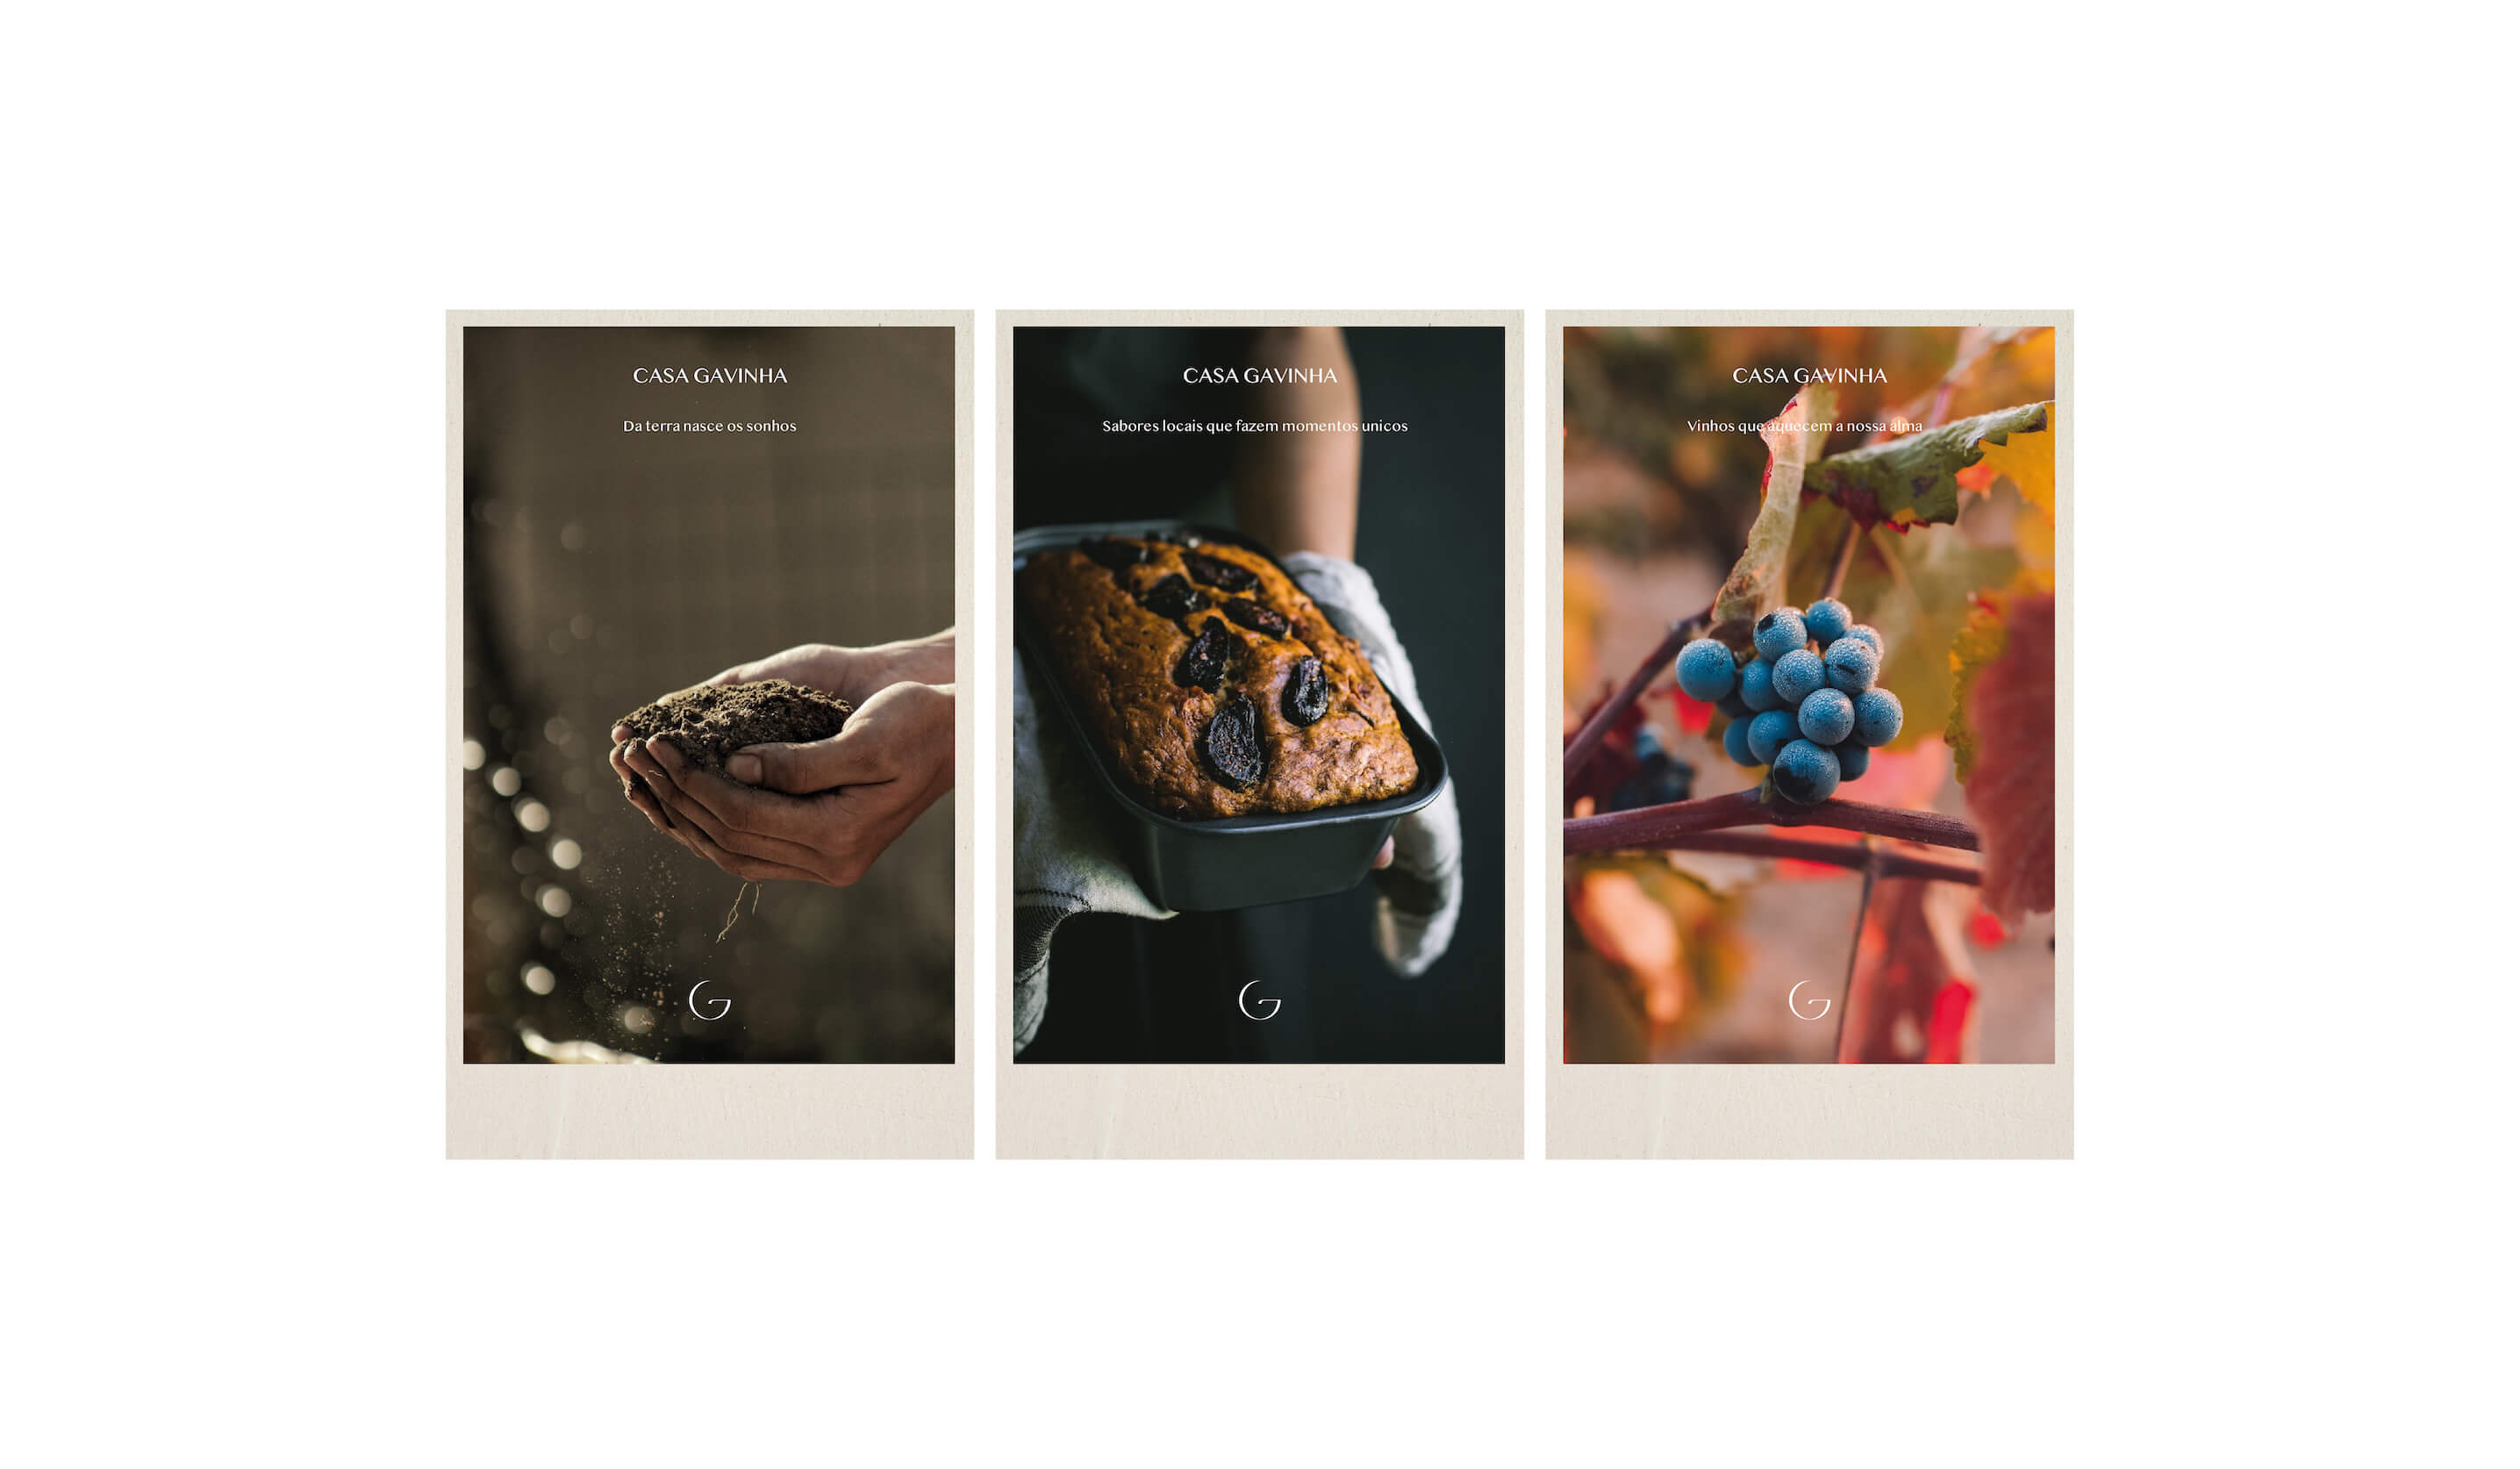 CASA GAVINHA
Da terra nasce os sonhos
G
CASA GAVINHA
Sabores locais que fazem momentos unicos
G
CASA GAVINHA
Vinhos que aquecem a nossa alma
G